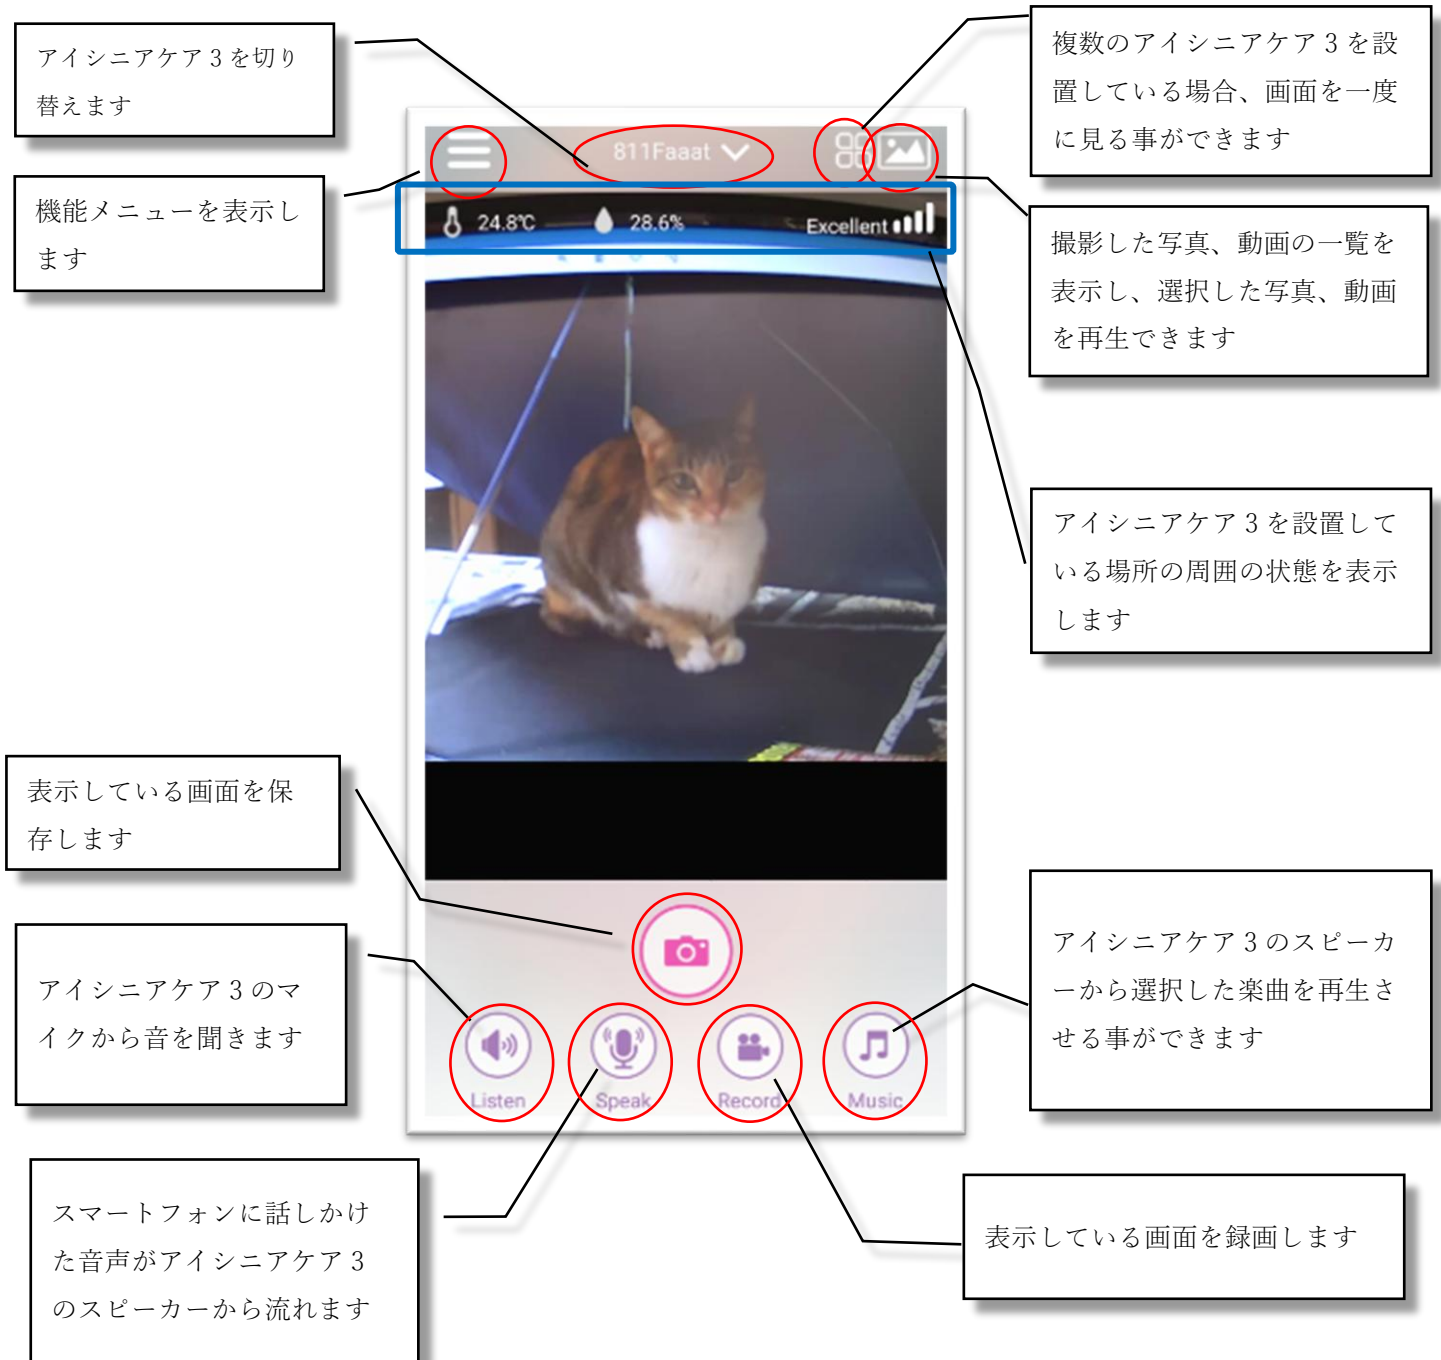 アイシニアケア 3 を切り
替えます
複数のアイシニアケア 3 を設
置している場合、画面を一度
に見る事ができます
811Faaat
機能メニューを表示し
ます
24.8℃
28.6%
Excellent
撮影した写真、動画の一覧を
表示し、選択した写真、動画
を再生できます
アイシニアケア 3 を設置して
いる場所の周囲の状態を表示
します
表示している画面を保
存します
アイシニアケア 3 のマ
イクから音を聞きます
アイシニアケア 3 のスピーカ
ーから選択した楽曲を再生さ
せる事ができます
Listen
Speak
Record
Music
スマートフォンに話しかけ
た音声がアイシニアケア 3
のスピーカーから流れます
表示している画面を録画します